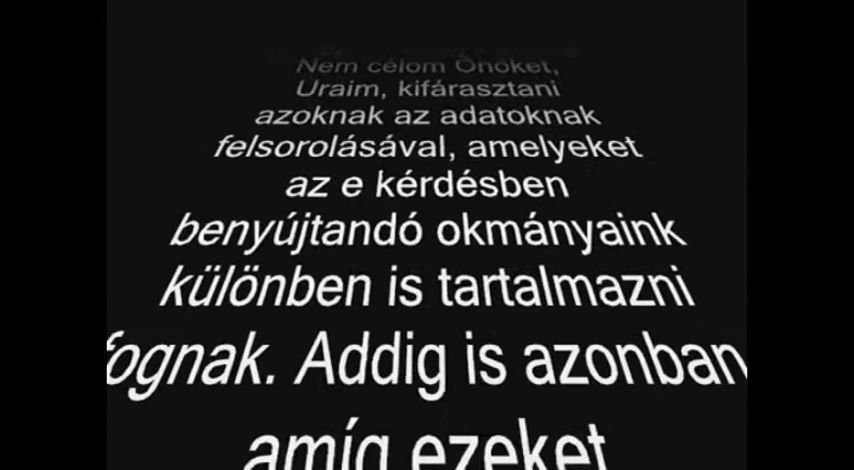 Nem célom Önöket,
Uraim, kifárasztani
azoknak az adatoknak
felsorolásával, amelyeket
az e kérdésben
benyújtandó okmányaink
különben is tartalmazni
fognak. Addig is azonban,
amíg ezeket